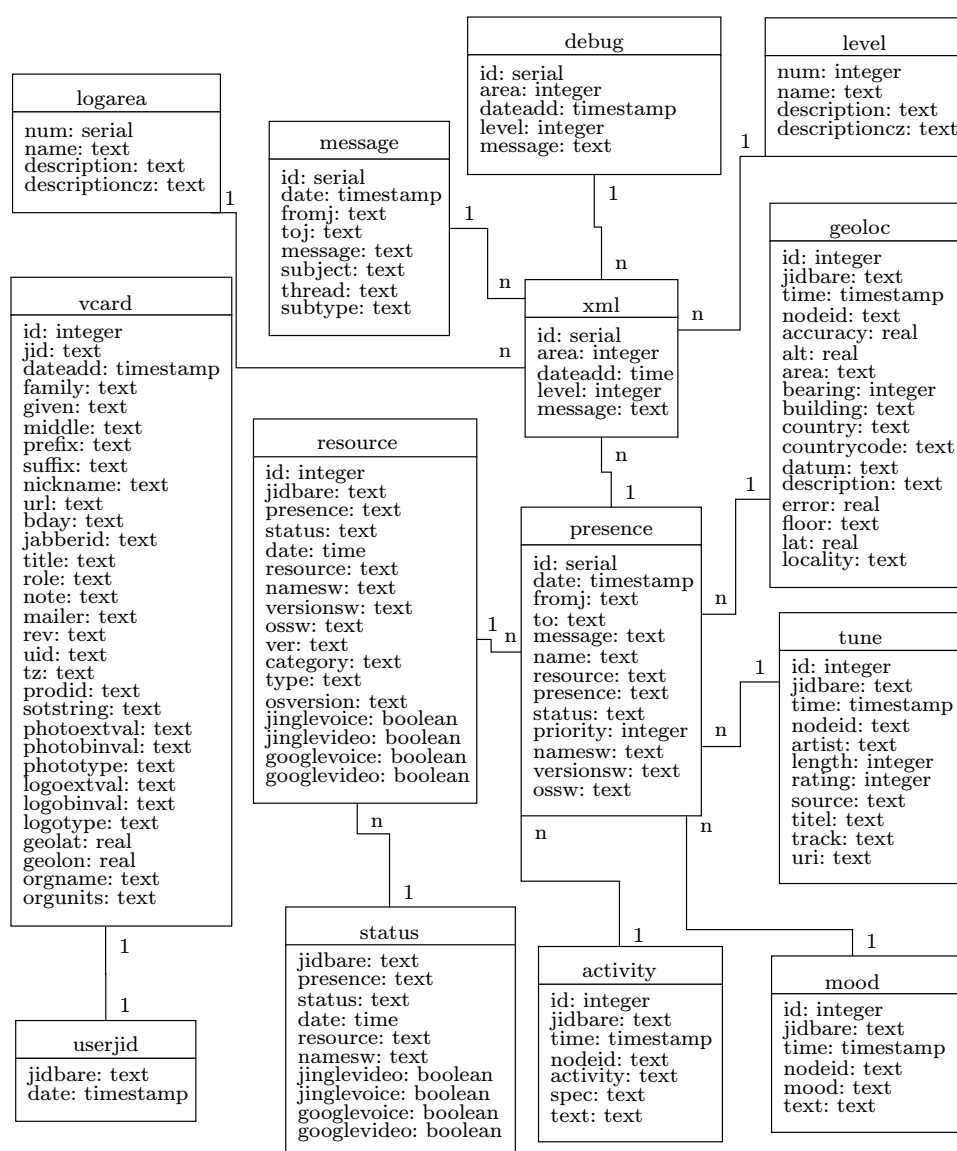 debug
id: serial
area: integer
dateadd: timestamp
level: integer
message: text
1
level
num: integer
name: text
description: text
descriptioncz: text
1
logarea
num: serial
name: text
description: text
descriptioncz: text
1
message
id: serial
date: timestamp
fromj: text
toj: text
message: text
subject: text
thread: text
subtype: text
1
n
n
n
n
xml
id: serial
area: integer
dateadd: time
level: integer
message: text
n
1
geoloc
id: integer
jidbare: text
time: timestamp
nodeid: text
accuracy: real
alt: real
area: text
bearing: integer
building: text
country: text
countrycode: text
datum: text
description: text
error: real
floor: text
lat: real
locality: text
1
n
vcard
id: integer
jid: text
dateadd: timestamp
family: text
given: text
middle: text
prefix: text
suffix: text
nickname: text
url: text
bday: text
jabberid: text
title: text
role: text
note: text
mailer: text
rev: text
uid: text
tz: text
prodid: text
sotstring: text
photoextval: text
photobinval: text
phototype: text
logoextval: text
logobinval: text
logotype: text
geolat: real
geolon: real
orgname: text
orgunits: text
1
1
resource
id: integer
jidbare: text
presence: text
status: text
date: time
resource: text
namesw: text
versionsw: text
ossw: text
ver: text
category: text
type: text
osversion: text
jinglevoice: boolean
jinglevideo: boolean
googlevoice: boolean
googlevideo: boolean
1
n
n
1
presence
id: serial
date: timestamp
fromj: text
to: text
message: text
name: text
resource: text
presence: text
status: text
priority: integer
namesw: text
versionsw: text
ossw: text
n
n
tune
id: integer
jidbare: text
time: timestamp
nodeid: text
artist: text
length: integer
rating: integer
source: text
titel: text
track: text
uri: text
1
n
userjid
jidbare: text
date: timestamp
status
jidbare: text
presence: text
status: text
date: time
resource: text
namesw: text
jinglevideo: boolean
jinglevoice: boolean
googlevoice: boolean
googlevideo: boolean
1
activity
id: integer
jidbare: text
time: timestamp
nodeid: text
activity: text
spec: text
text: text
1
mood
id: integer
jidbare: text
time: timestamp
nodeid: text
mood: text
text: text